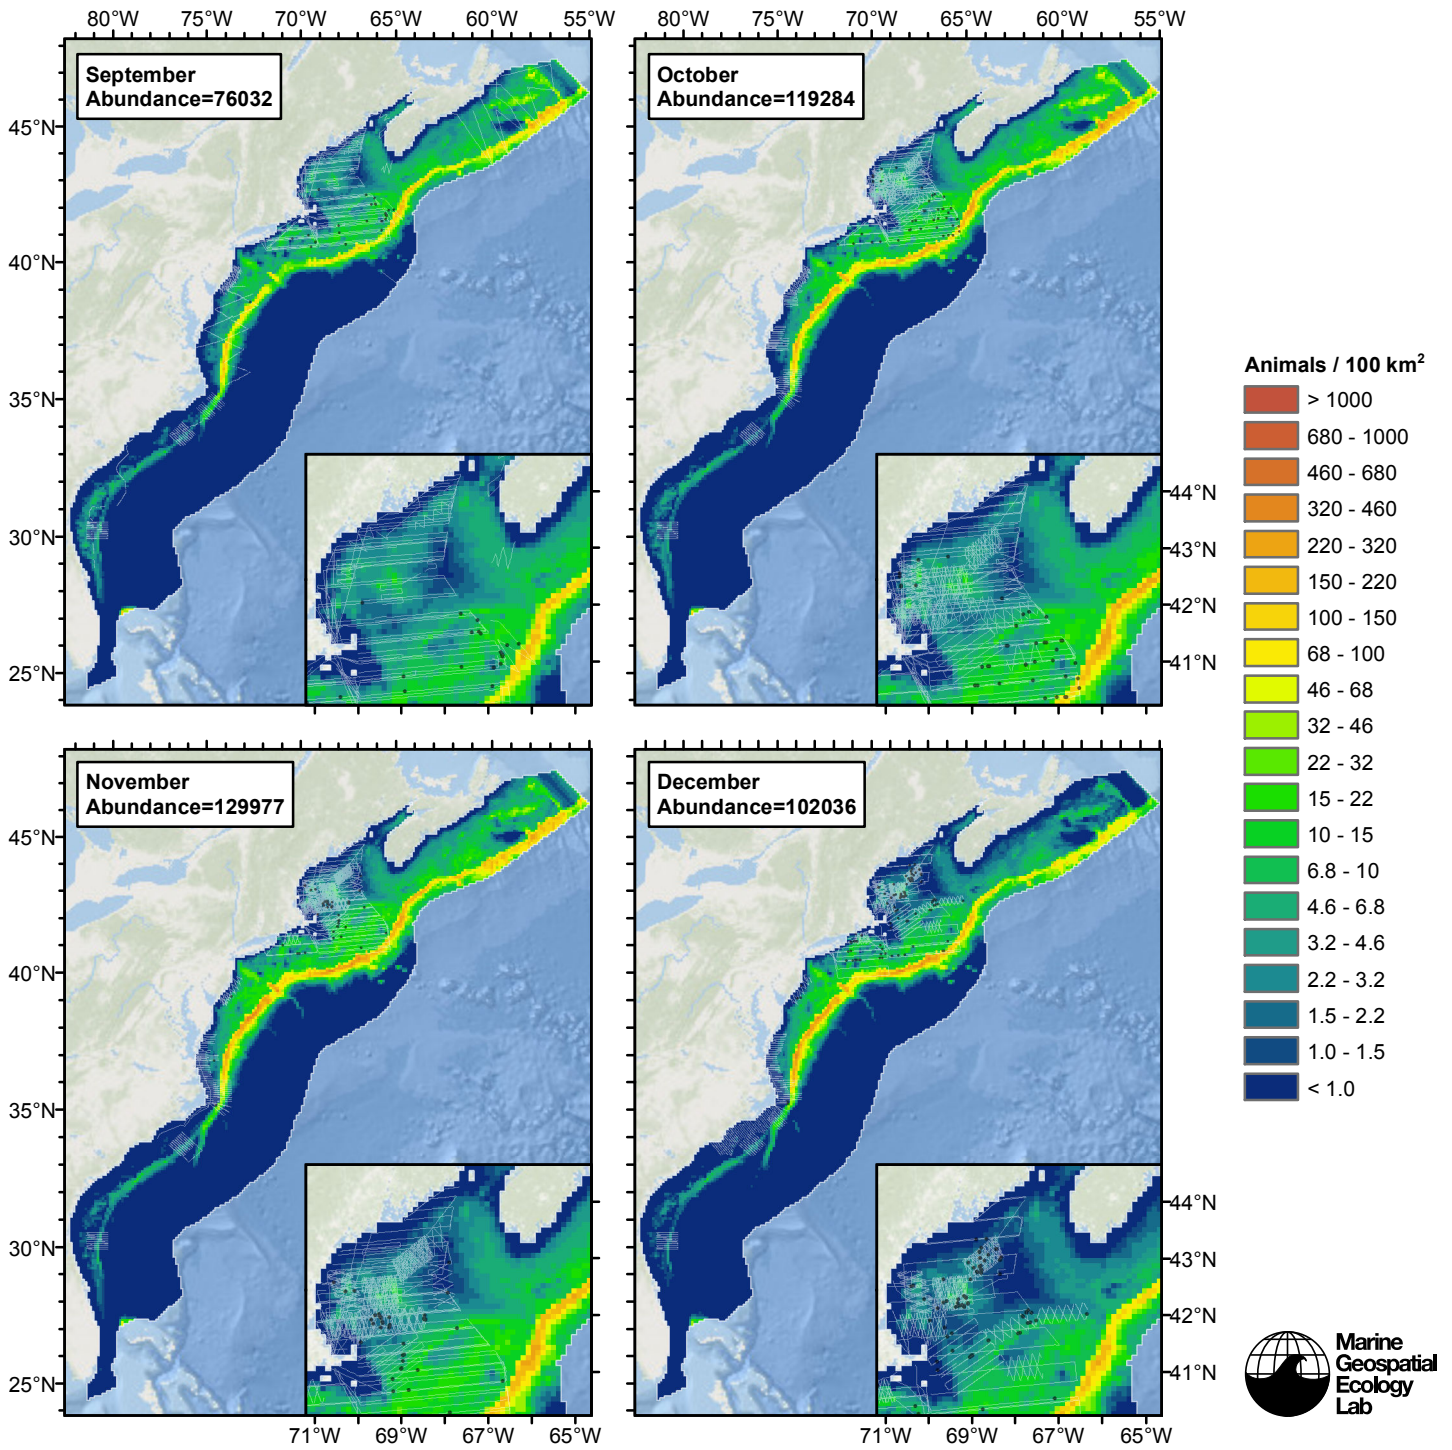 80°W 75°W 70°W 65°W 60°W 55°W 80°W 75°W 70°W 65°W 60°W 55°W
September
Abundance=76032
October
Abundance=119284
45°N
40°N
35°N
30°N
25°N
44°N
43°N
42°N
41°N
November
Abundance=129977
December
Abundance=102036
45°N
40°N
35°N
30°N
25°N
44°N
43°N
42°N
41°N
71°W 69°W 67°W 65°W 71°W 69°W 67°W 65°W
Animals / 100 km²
> 1000
680 - 1000
460 - 680
320 - 460
220 - 320
150 - 220
100 - 150
68 - 100
46 - 68
32 - 46
22 - 32
15 - 22
10 - 15
6.8 - 10
4.6 - 6.8
3.2 - 4.6
2.2 - 3.2
1.5 - 2.2
1.0 - 1.5
< 1.0
Marine
Geospatial
Ecology
Lab